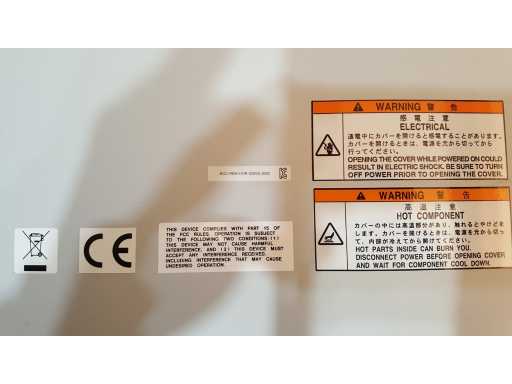 WARNING 警 告
感 電 注 意
ELECTRICAL
通電中にカバーを開けると感電することがあります。
カバーを開けるときは、電源を元から切ってから
行ってください。
OPENING THE COVER WHILE POWERED ON COULD
RESULT IN ELECTRIC SHOCK. BE SURE TO TURN
OFF POWER PRIOR TO OPENING THE COVER.
WARNING 警 告
高 温 注 意
HOT COMPONENT
カバーの中には高温部があり、触れるとやけどを
します。カバーを開けるときは、電源を元から切っ
て、内部が冷えてから開けてください。
HOT PARTS INSIDE CAN BURN YOU.
DISCONNECT POWER BEFORE OPENING COVER
AND WAIT FOR COMPONENT COOL DOWN.
CE
THIS DEVICE COMPLIES WITH PART 15 OF
THE FCC RULES. OPERATION IS SUBJECT
TO THE FOLLOWING TWO CONDITIONS:(1)
THIS DEVICE MAY NOT CAUSE HARMFUL
INTERFERENCE, AND (2) THIS DEVICE MUST
ACCEPT ANY INTERFERENCE RECEIVED,
INCLUDING INTERFERENCE THAT MAY CAUSE
UNDESIRED OPERATION.